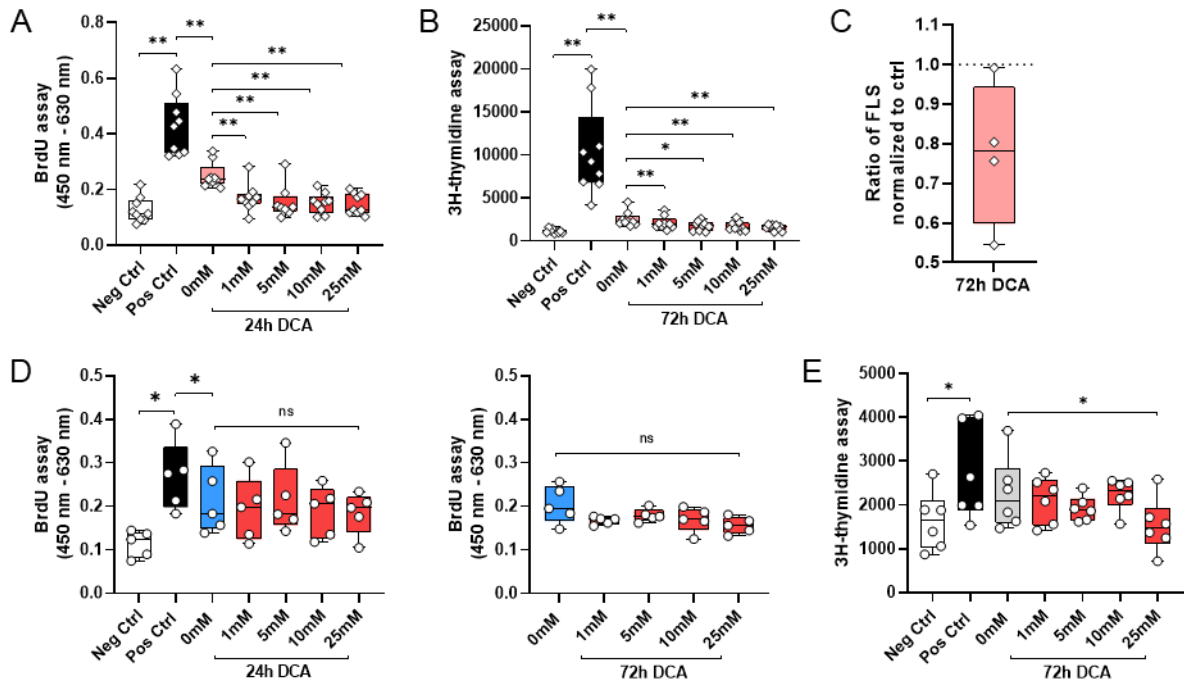 A
BrdU assay
(450 nm - 630 nm)
0.8
0.6
0.4
0.2
0.0
**
**
**
**
**
**
Neg Ctrl
Pos Ctrl
0mM
1mM
5mM
10mM
25mM
24h DCA
B
3H-thymidine assay
25000
20000
15000
10000
5000
0
**
**
**
**
*
**
Neg Ctrl
Pos Ctrl
0mM
1mM
5mM
10mM
25mM
72h DCA
C
Ratio of FLS
normalized to ctrl
1.1
1.0
0.9
0.8
0.7
0.6
0.5
72h DCA
D
BrdU assay
(450 nm - 630 nm)
0.5
0.4
0.3
0.2
0.1
0.0
*
*
ns
Neg Ctrl
Pos Ctrl
0mM
1mM
5mM
10mM
25mM
24h DCA
BrdU assay
(450 nm - 630 nm)
0.5
0.4
0.3
0.2
0.1
0.0
ns
0mM
1mM
5mM
10mM
25mM
72h DCA
E
3H-thymidine assay
5000
4000
3000
2000
1000
0
*
*
Neg Ctrl
Pos Ctrl
0mM
1mM
5mM
10mM
25mM
72h DCA